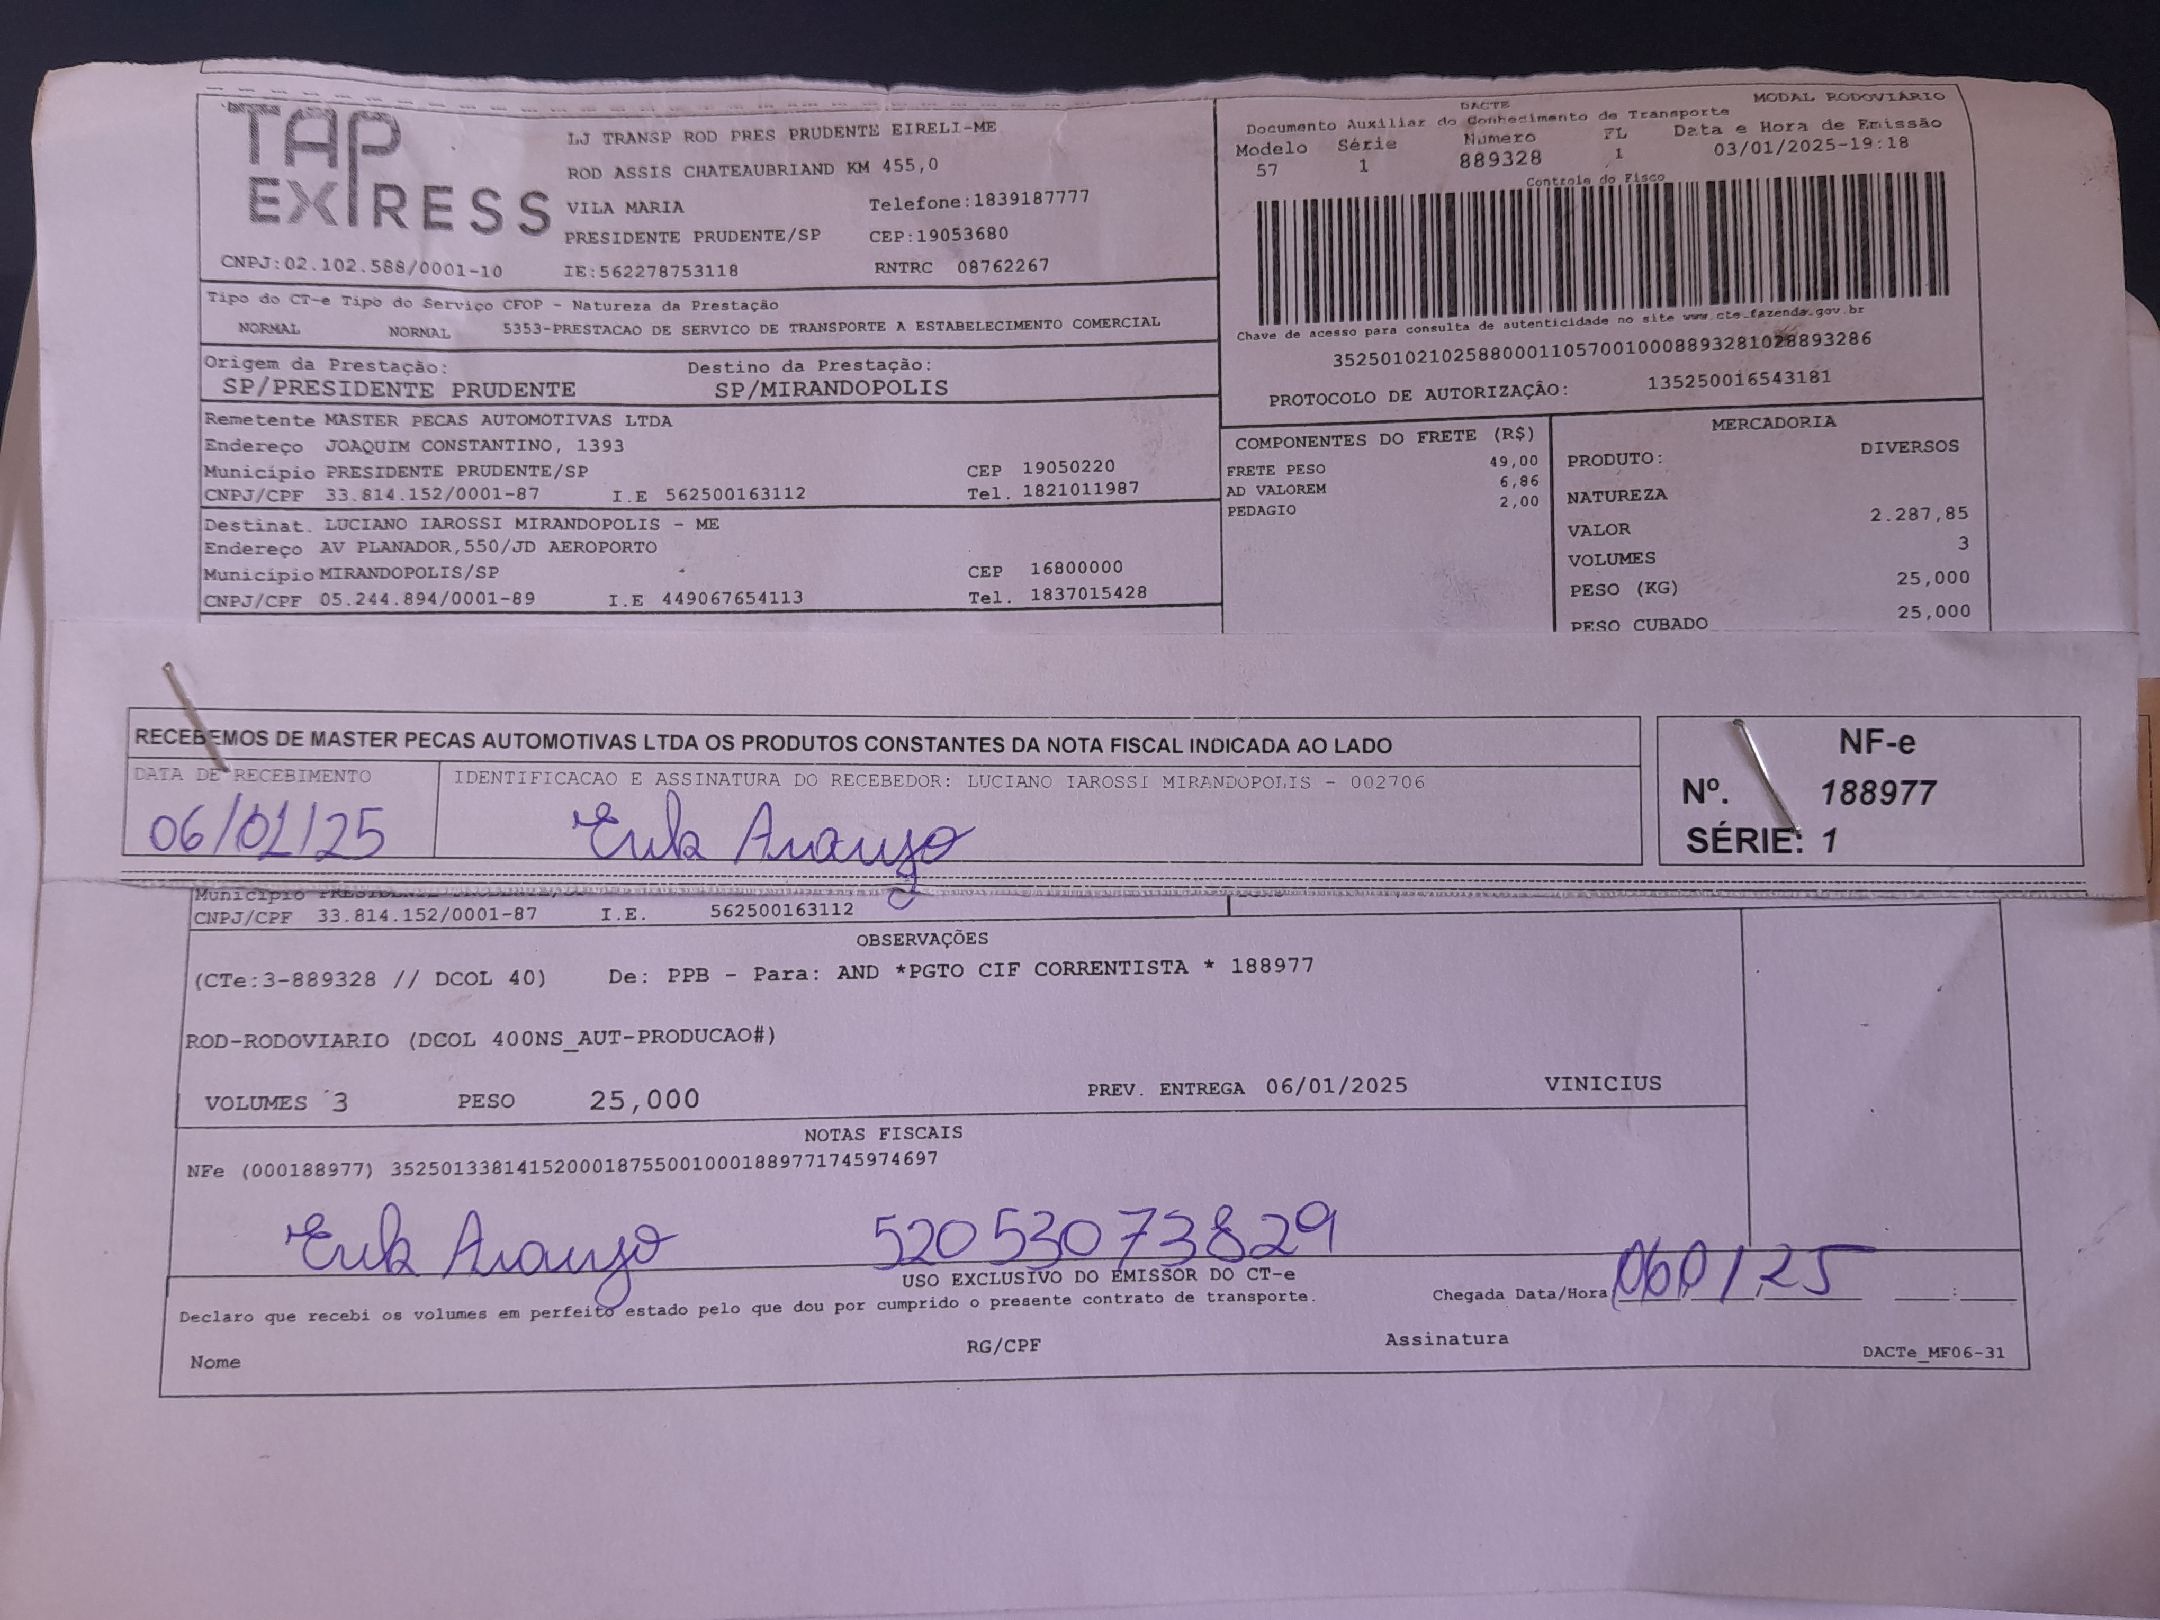 TAP
EXPRESS
LJ TRANSP ROD PRES PRUDENTE EIRELI-ME
ROD ASSIS CHATEAUBRIAND KM 455,0
VILA MARIA Telefone:1839187777
PRESIDENTE PRUDENTE/SP CEP:19053680
CNPJ:02.102.588/0001-10 IE:562278753118 RNTRC 08762267
DACTE MODAL RODOVIÁRIO
Documento Auxiliar do Conhecimento de Transporte
Modelo Série Numero FL Data e Hora de Emissão
57 1 889328 1 03/01/2025-19:18
Controle do Fisco
Chave de acesso para consulta de autenticidade no site www.cte.fazenda.gov.br
35250102102588000110570010008893281028893286
PROTOCOLO DE AUTORIZAÇÃO: 135250016543181
Tipo do CT-e Tipo do Serviço CFOP - Natureza da Prestação
NORMAL NORMAL 5353-PRESTACAO DE SERVICO DE TRANSPORTE A ESTABELECIMENTO COMERCIAL
Origem da Prestação: Destino da Prestação:
SP/PRESIDENTE PRUDENTE SP/MIRANDOPOLIS
Remetente MASTER PECAS AUTOMOTIVAS LTDA
Endereço JOAQUIM CONSTANTINO, 1393
Município PRESIDENTE PRUDENTE/SP CEP 19050220
CNPJ/CPF 33.814.152/0001-87 I.E 562500163112 Tel. 1821011987
Destinat. LUCIANO IAROSSI MIRANDOPOLIS - ME
Endereço AV PLANADOR,550/JD AEROPORTO
Município MIRANDOPOLIS/SP CEP 16800000
CNPJ/CPF 05.244.894/0001-89 I.E 449067654113 Tel. 1837015428
COMPONENTES DO FRETE (R$)
FRETE PESO 49,00
AD VALOREM 6,86
PEDAGIO 2,00
MERCADORIA
PRODUTO: DIVERSOS
NATUREZA
VALOR 2.287,85
VOLUMES 3
PESO (KG) 25,000
PESO CUBADO 25,000
RECEBEMOS DE MASTER PECAS AUTOMOTIVAS LTDA OS PRODUTOS CONSTANTES DA NOTA FISCAL INDICADA AO LADO
DATA DE RECEBIMENTO IDENTIFICACAO E ASSINATURA DO RECEBEDOR: LUCIANO IAROSSI MIRANDOPOLIS - 002706
06/01/25 Erik Araujo
NF-e
Nº. 188977
SÉRIE: 1
Município PRESIDENTE
CNPJ/CPF 33.814.152/0001-87 I.E. 562500163112
OBSERVAÇÕES
(CTe:3-889328 // DCOL 40) De: PPB - Para: AND *PGTO CIF CORRENTISTA * 188977
ROD-RODOVIARIO (DCOL 400NS_AUT-PRODUCAO#)
VOLUMES 3 PESO 25,000 PREV. ENTREGA 06/01/2025 VINICIUS
NOTAS FISCAIS
NFe (000188977) 35250133814152000187550010001889771745974697
Erik Araujo 52053073829
USO EXCLUSIVO DO EMISSOR DO CT-e
Declaro que recebi os volumes em perfeito estado pelo que dou por cumprido o presente contrato de transporte. Chegada Data/Hora 060/25 :
Nome RG/CPF Assinatura
DACTe_MF06-31